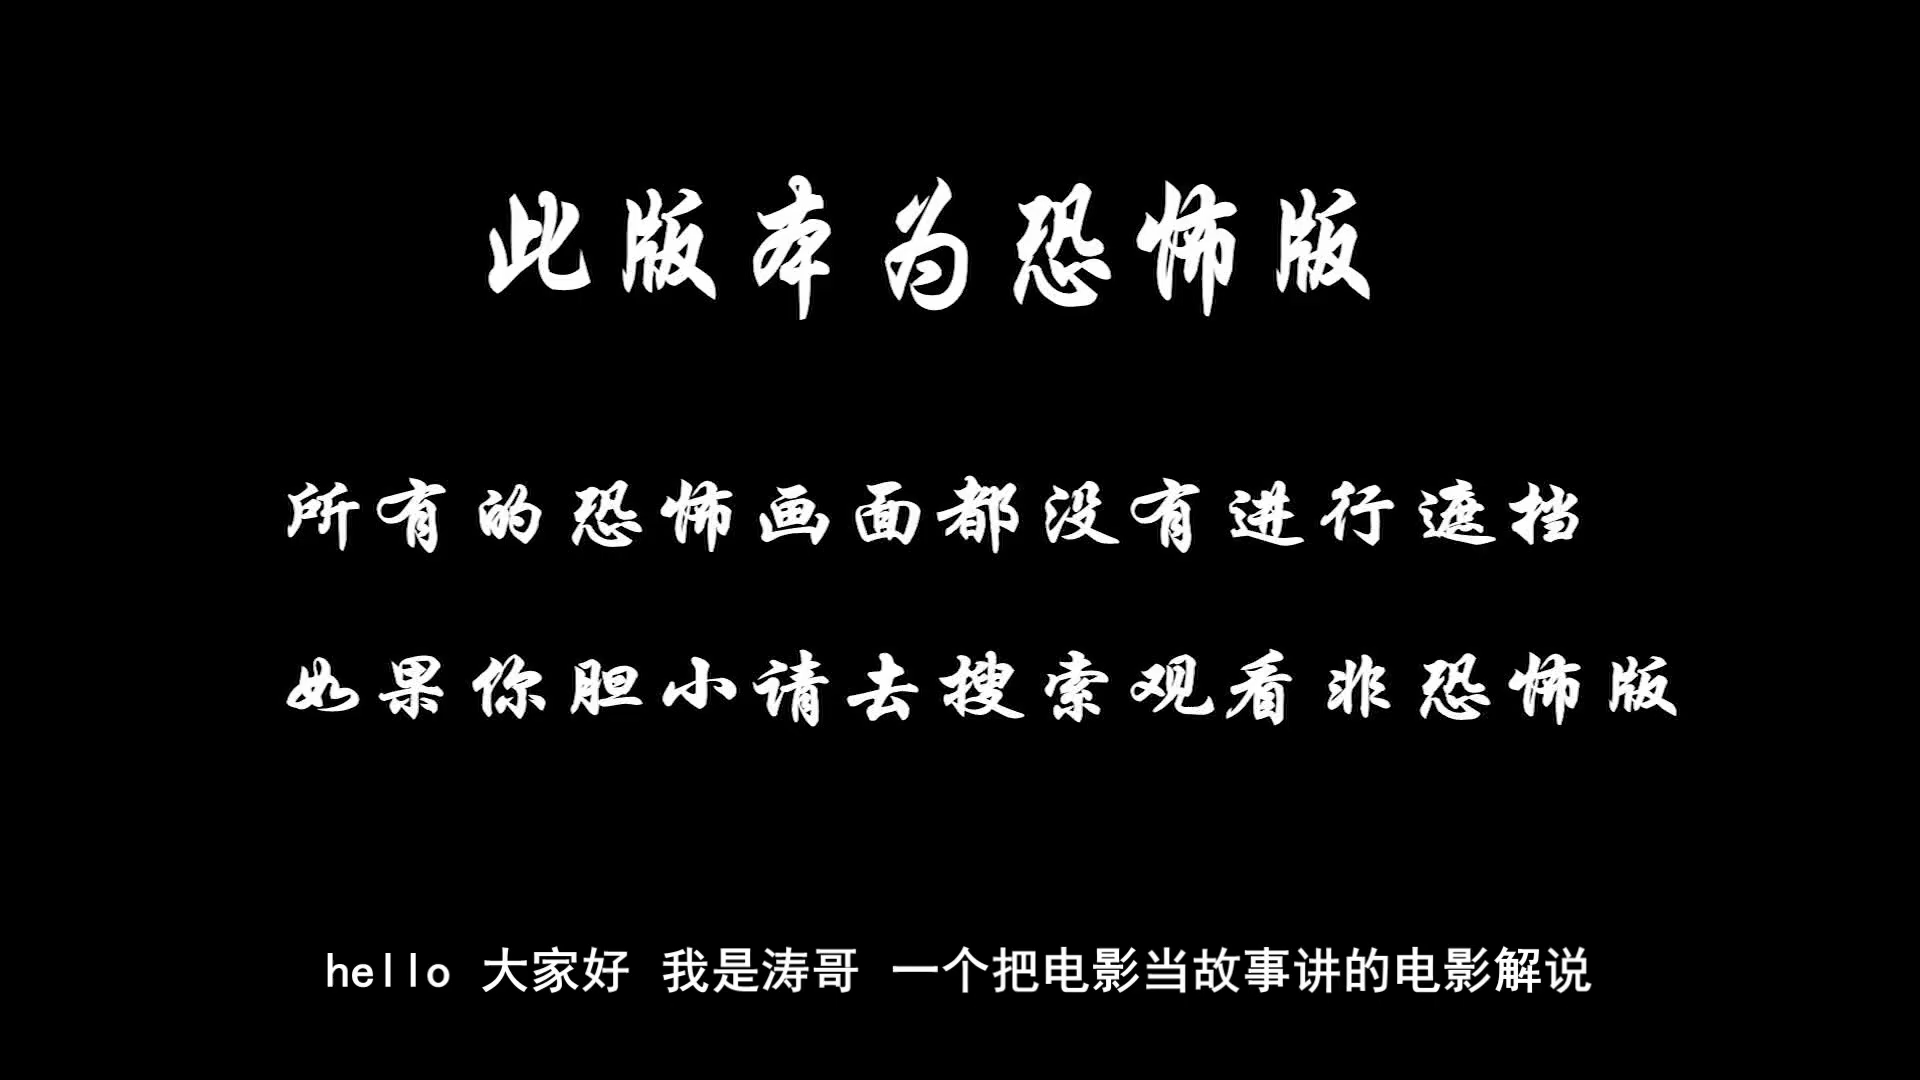 此版本为恐怖版
所有的恐怖画面都没有进行遮挡
如果你胆小请去搜索观看非恐怖版
hello 大家好 我是涛哥 一个把电影当故事讲的电影解说